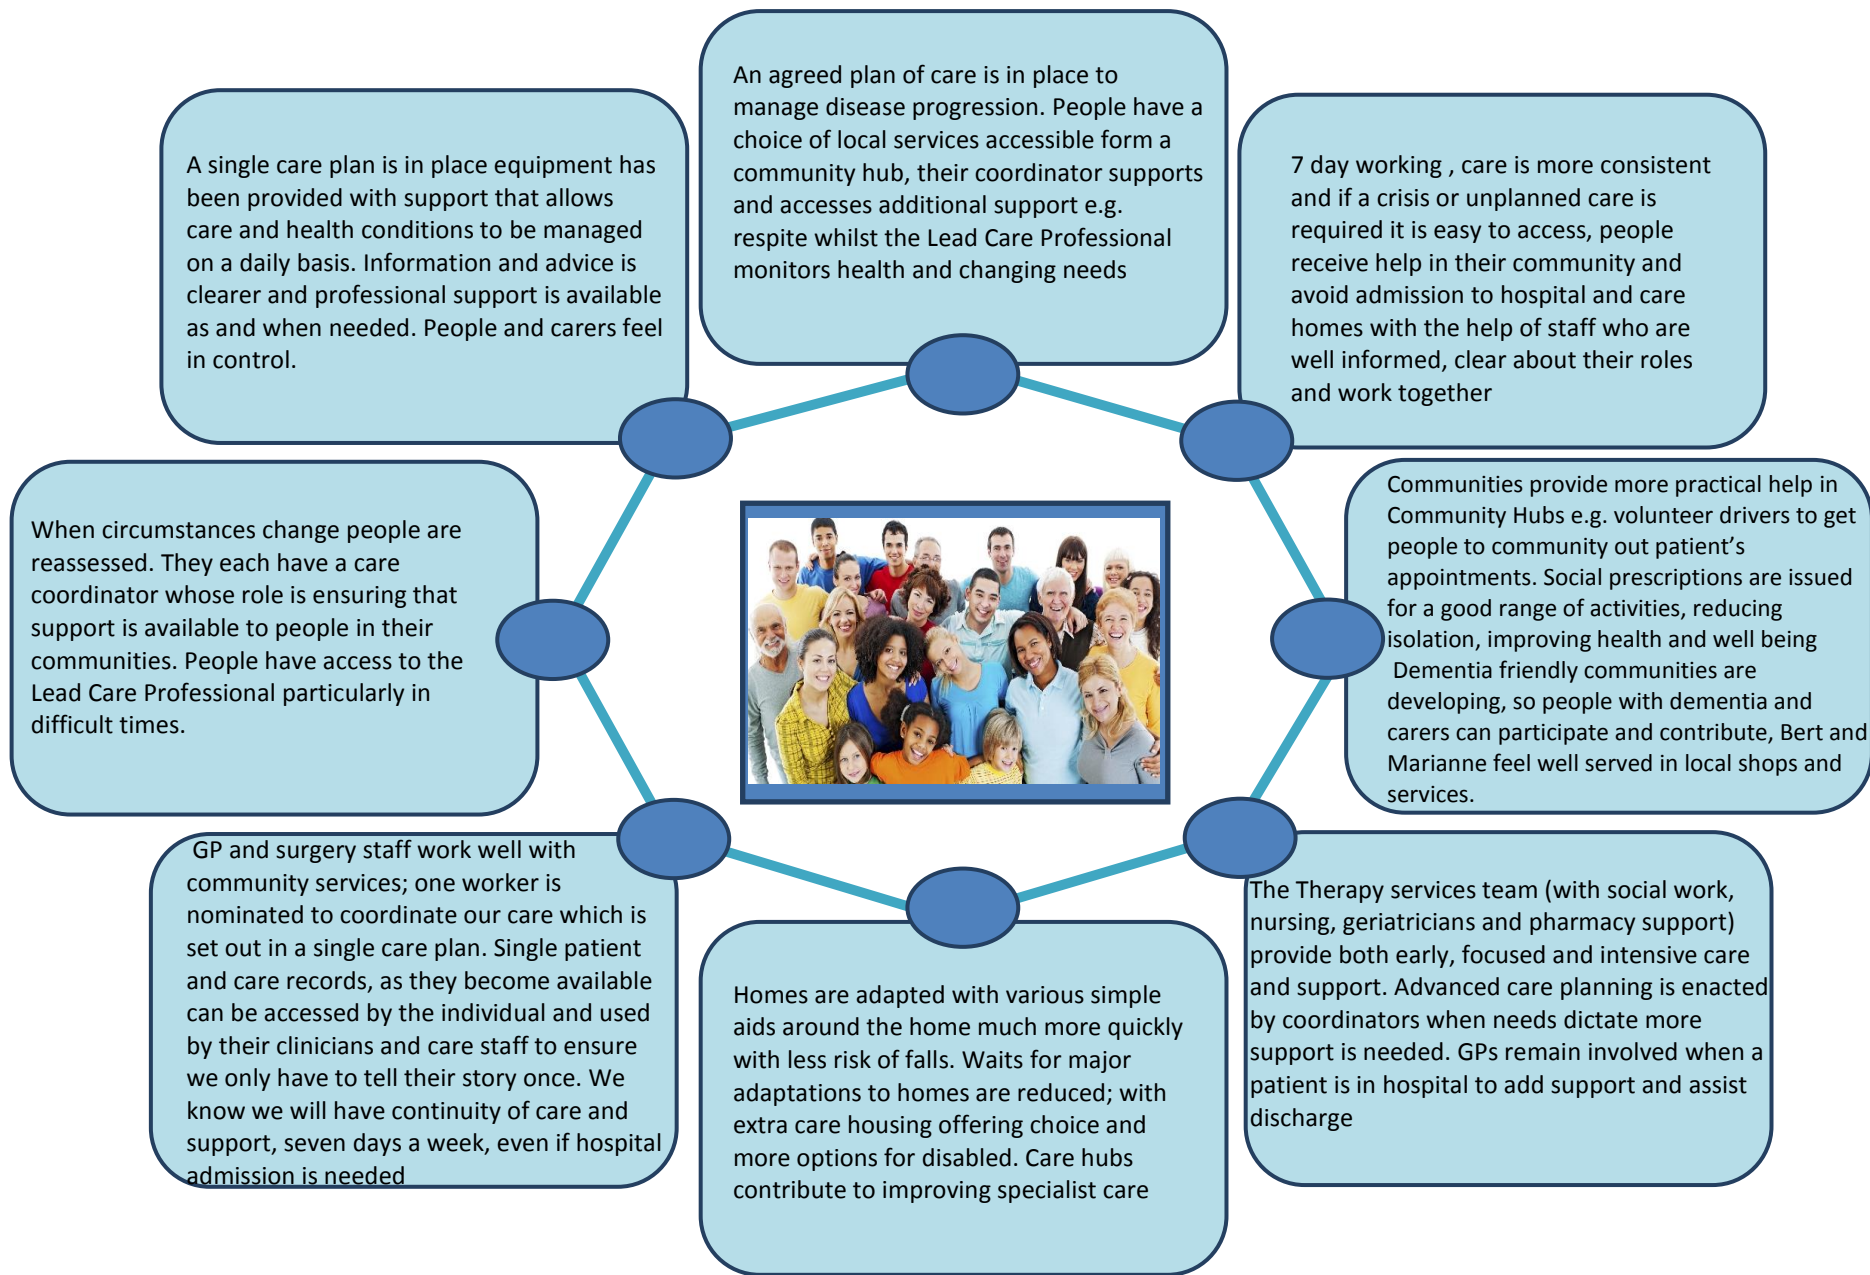 An agreed plan of care is in place to
manage disease progression. People have a
choice of local services accessible form a
community hub, their coordinator supports
and accesses additional support e.g.
respite whilst the Lead Care Professional
monitors health and changing needs
A single care plan is in place equipment has
been provided with support that allows
care and health conditions to be managed
on a daily basis. Information and advice is
clearer and professional support is available
as and when needed. People and carers feel
in control.
7 day working , care is more consistent
and if a crisis or unplanned care is
required it is easy to access, people
receive help in their community and
avoid admission to hospital and care
homes with the help of staff who are
well informed, clear about their roles
and work together
When circumstances change people are
reassessed. They each have a care
coordinator whose role is ensuring that
support is available to people in their
communities. People have access to the
Lead Care Professional particularly in
difficult times.
Communities provide more practical help in
Community Hubs e.g. volunteer drivers to get
people to community out patient’s
appointments. Social prescriptions are issued
for a good range of activities, reducing
isolation, improving health and well being
Dementia friendly communities are
developing, so people with dementia and
carers can participate and contribute, Bert and
Marianne feel well served in local shops and
services.
GP and surgery staff work well with
community services; one worker is
nominated to coordinate our care which is
set out in a single care plan. Single patient
and care records, as they become available
can be accessed by the individual and used
by their clinicians and care staff to ensure
we only have to tell their story once. We
know we will have continuity of care and
support, seven days a week, even if hospital
admission is needed
Homes are adapted with various simple
aids around the home much more quickly
with less risk of falls. Waits for major
adaptations to homes are reduced; with
extra care housing offering choice and
more options for disabled. Care hubs
contribute to improving specialist care
The Therapy services team (with social work,
nursing, geriatricians and pharmacy support)
provide both early, focused and intensive care
and support. Advanced care planning is enacted
by coordinators when needs dictate more
support is needed. GPs remain involved when a
patient is in hospital to add support and assist
discharge